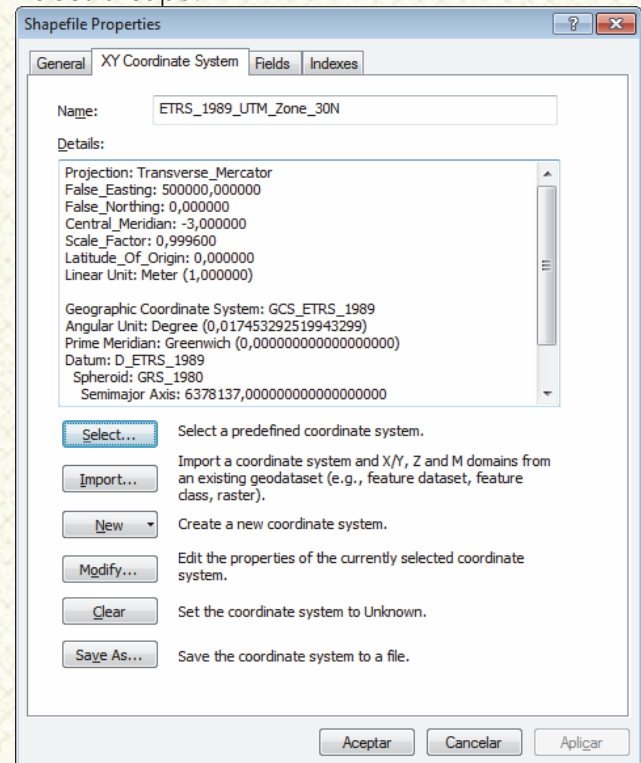 Shapefile Properties
General XY Coordinate System Fields Indexes
Name: ETRS_1989_UTM_Zone_30N
Details:
Projection: Transverse_Mercator
False_Easting: 500000,000000
False_Northing: 0,000000
Central_Meridian: -3,000000
Scale_Factor: 0,999600
Latitude_Of_Origin: 0,000000
Linear Unit: Meter (1,000000)
Geographic Coordinate System: GCS_ETRS_1989
Angular Unit: Degree (0,017453292519943299)
Prime Meridian: Greenwich (0,000000000000000000)
Datum: D_ETRS_1989
Spheroid: GRS_1980
Semimajor Axis: 6378137,000000000000000000
Select... Select a predefined coordinate system.
Import a coordinate system and X/Y, Z and M domains from
Import... an existing geodataset (e.g., feature dataset, feature
class, raster).
New Create a new coordinate system.
Edit the properties of the currently selected coordinate
Modify... system.
Clear Set the coordinate system to Unknown.
Save As... Save the coordinate system to a file.
Aceptar Cancelar Aplicar